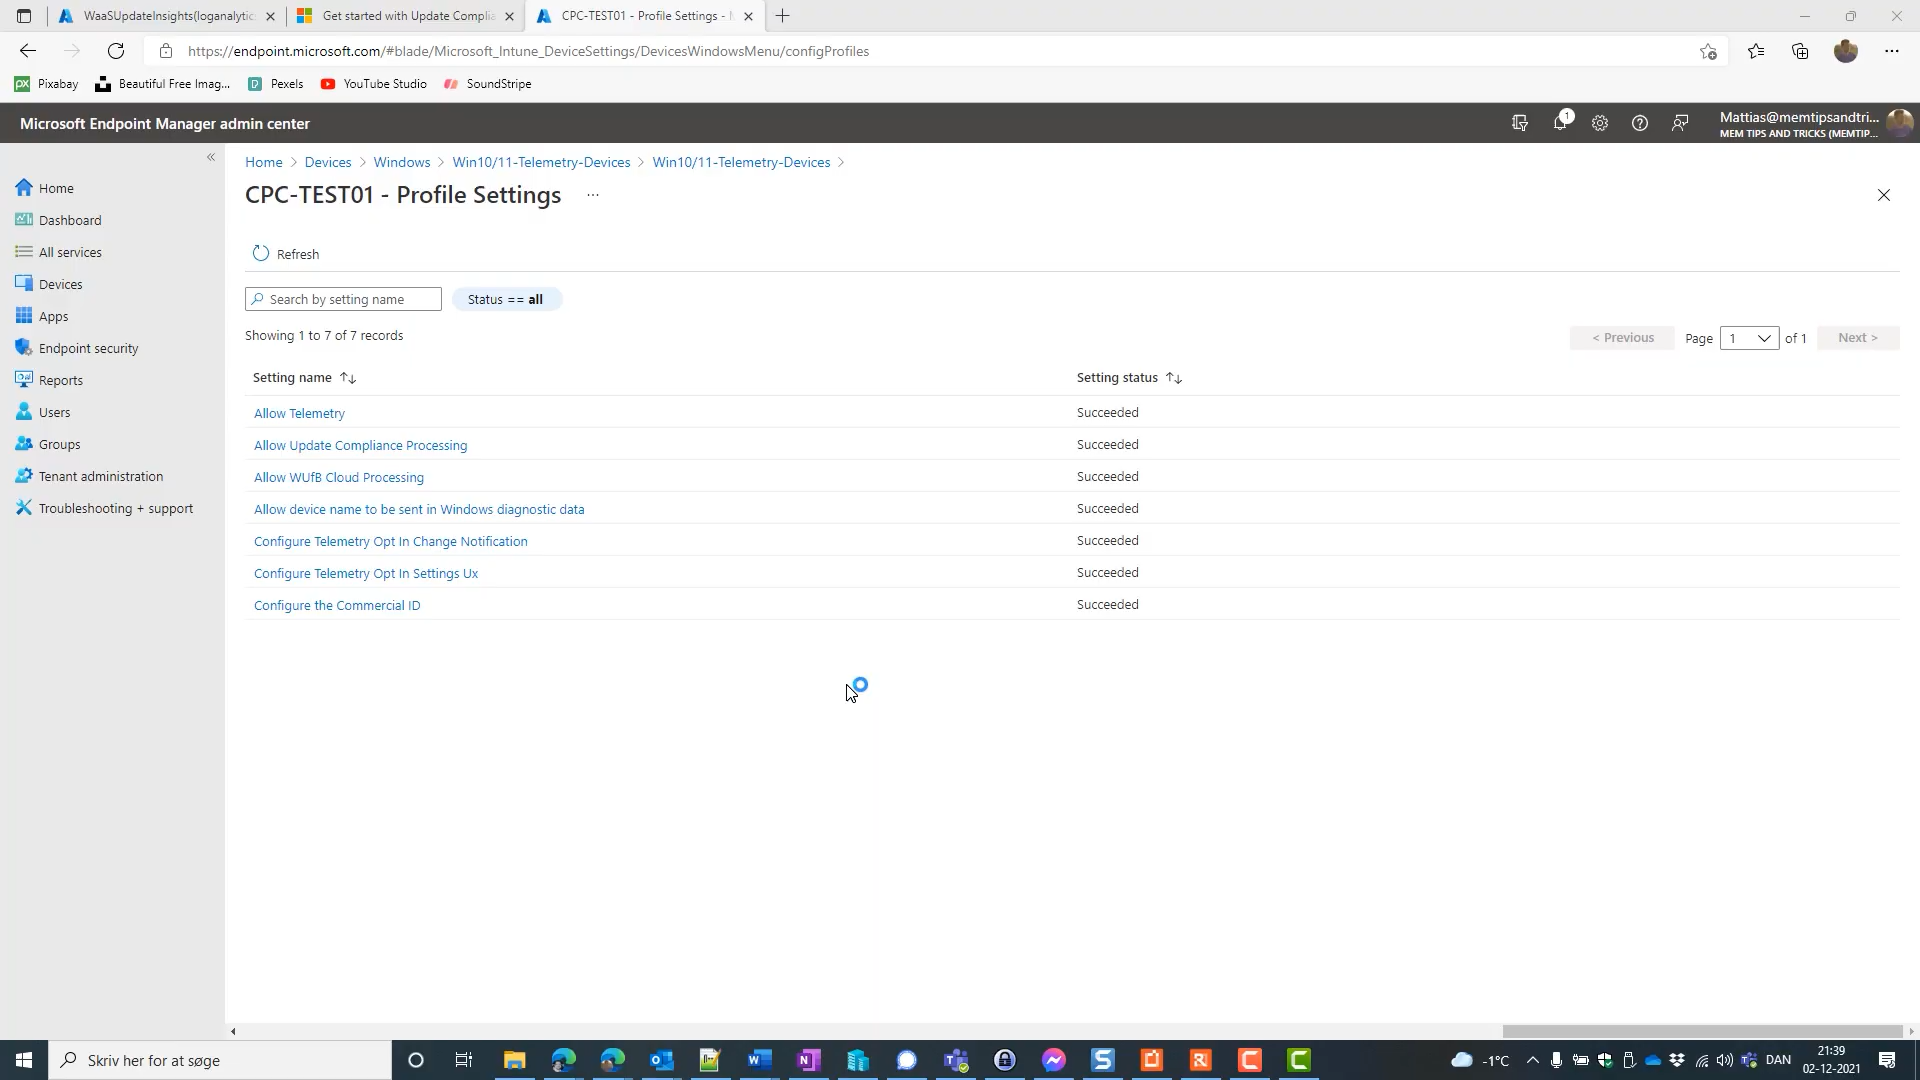 WaaSUpdateInsights(loganalytic
Get started with Update Complia
CPC-TEST01 - Profile Settings -
https://endpoint.microsoft.com/#blade/Microsoft_Intune_DeviceSettings/DevicesWindowsMenu/configProfiles
Pixabay
Beautiful Free Imag...
Pexels
YouTube Studio
SoundStripe
Microsoft Endpoint Manager admin center
1
Mattias@memtipsandtri...
MEM TIPS AND TRICKS (MEMTIP...
«
Home > Devices > Windows > Win10/11-Telemetry-Devices > Win10/11-Telemetry-Devices >
CPC-TEST01 - Profile Settings ...
Home
Dashboard
All services
Devices
Apps
Endpoint security
Reports
Users
Groups
Tenant administration
Troubleshooting + support
Refresh
Search by setting name
Status == all
Showing 1 to 7 of 7 records
< Previous Page 1 of 1 Next >
Setting name ↑↓ Setting status ↑↓
Allow Telemetry Succeeded
Allow Update Compliance Processing Succeeded
Allow WUfB Cloud Processing Succeeded
Allow device name to be sent in Windows diagnostic data Succeeded
Configure Telemetry Opt In Change Notification Succeeded
Configure Telemetry Opt In Settings Ux Succeeded
Configure the Commercial ID Succeeded
Skriv her for at søge
-1°C
DAN
21:39
02-12-2021